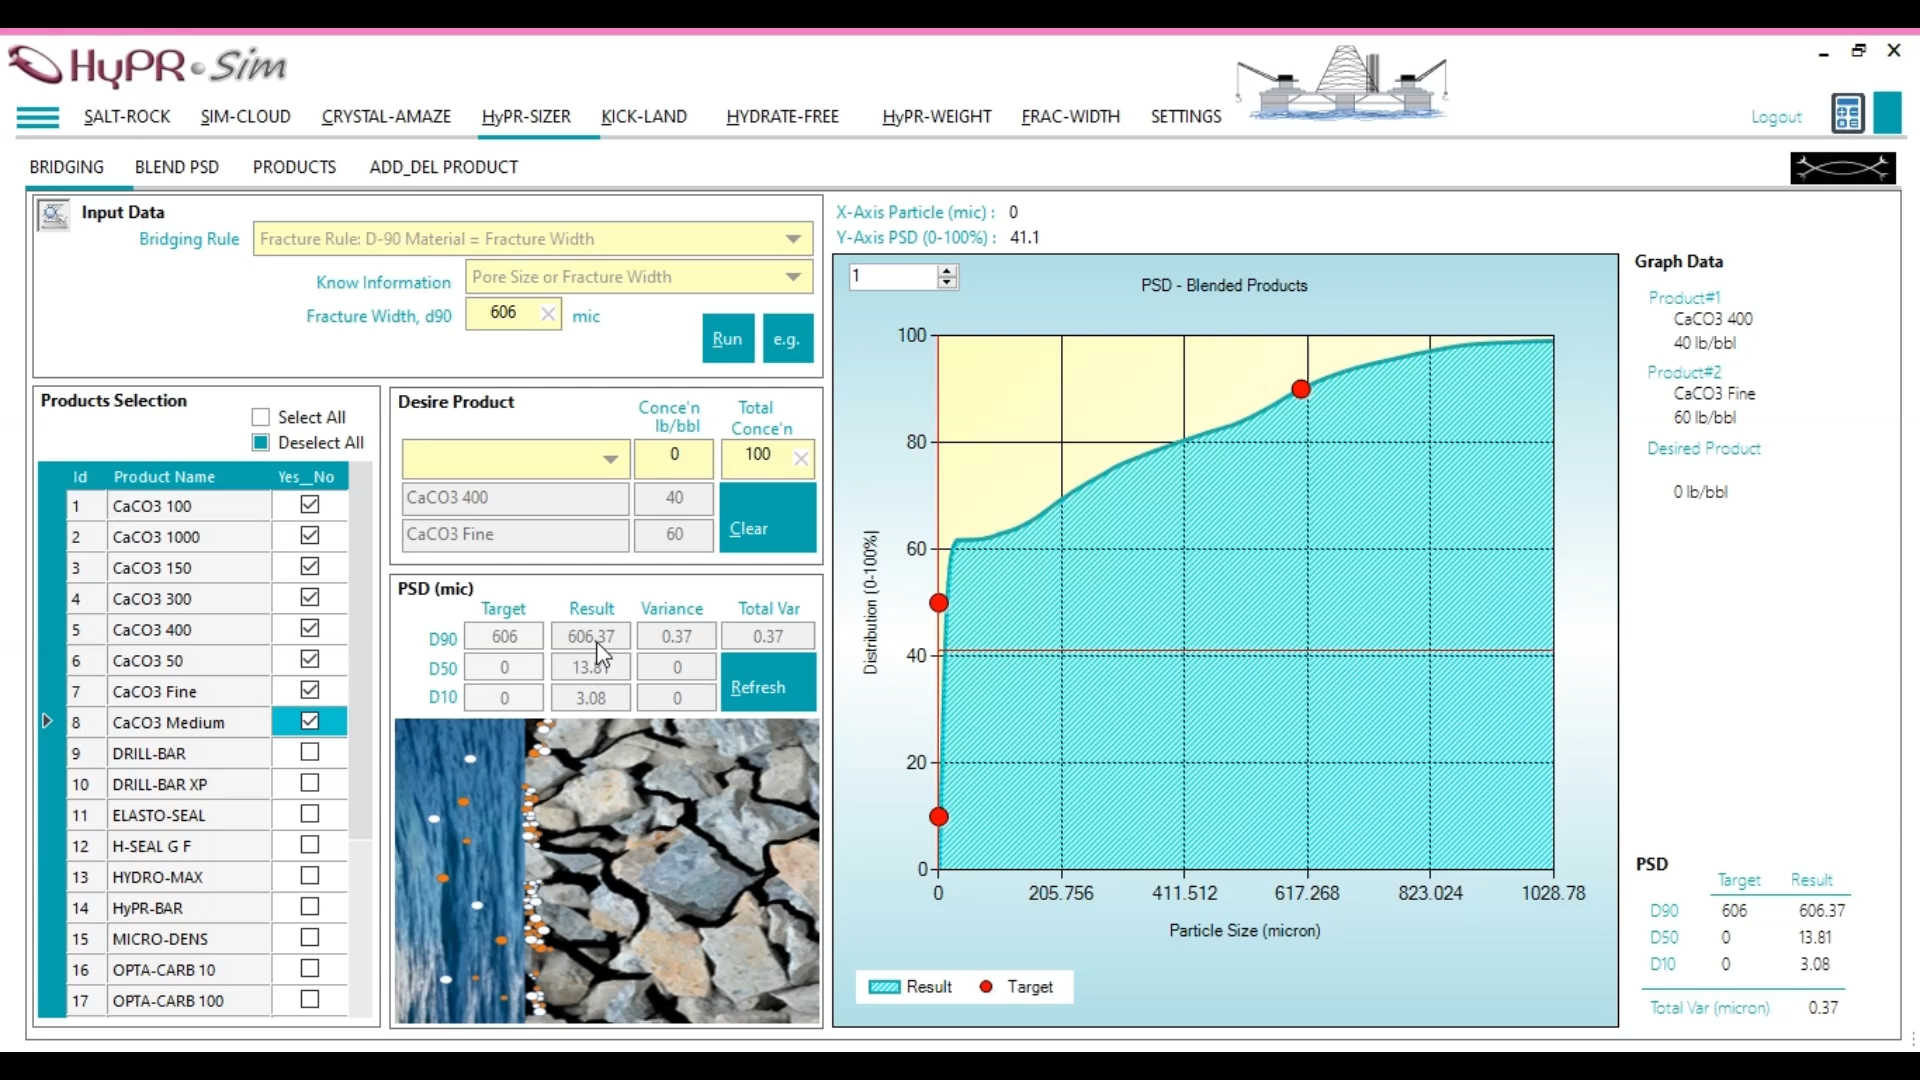 HyPR•Sim
SALT-ROCK SIM-CLOUD CRYSTAL-AMAZE HyPR-SIZER KICK-LAND HYDRATE-FREE HyPR-WEIGHT FRAC-WIDTH SETTINGS Logout
BRIDGING BLEND PSD PRODUCTS ADD_DEL PRODUCT
Input Data
Bridging Rule Fracture Rule: D-90 Material = Fracture Width
Know Information Pore Size or Fracture Width
Fracture Width, d90 606 mic
Run e.g.
Products Selection
Select All
Deselect All
Id Product Name Yes__No
1 CaCO3 100
2 CaCO3 1000
3 CaCO3 150
4 CaCO3 300
5 CaCO3 400
6 CaCO3 50
7 CaCO3 Fine
8 CaCO3 Medium
9 DRILL-BAR
10 DRILL-BAR XP
11 ELASTO-SEAL
12 H-SEAL G F
13 HYDRO-MAX
14 HyPR-BAR
15 MICRO-DENS
16 OPTA-CARB 10
17 OPTA-CARB 100
Desire Product Conce'n lb/bbl Total Conce'n
0 100
CaCO3 400 40
CaCO3 Fine 60
Clear
PSD (mic)
Target Result Variance Total Var
D90 606 606.37 0.37 0.37
D50 0 13.81 0
D10 0 3.08 0
Refresh
X-Axis Particle (mic) : 0
Y-Axis PSD (0-100%) : 41.1
1
PSD - Blended Products
Distribution (0-100%)
100
80
60
40
20
0
0 205.756 411.512 617.268 823.024 1028.78
Particle Size (micron)
Result Target
Graph Data
Product#1
CaCO3 400
40 lb/bbl
Product#2
CaCO3 Fine
60 lb/bbl
Desired Product
0 lb/bbl
PSD
Target Result
D90 606 606.37
D50 0 13.81
D10 0 3.08
Total Var (micron) 0.37